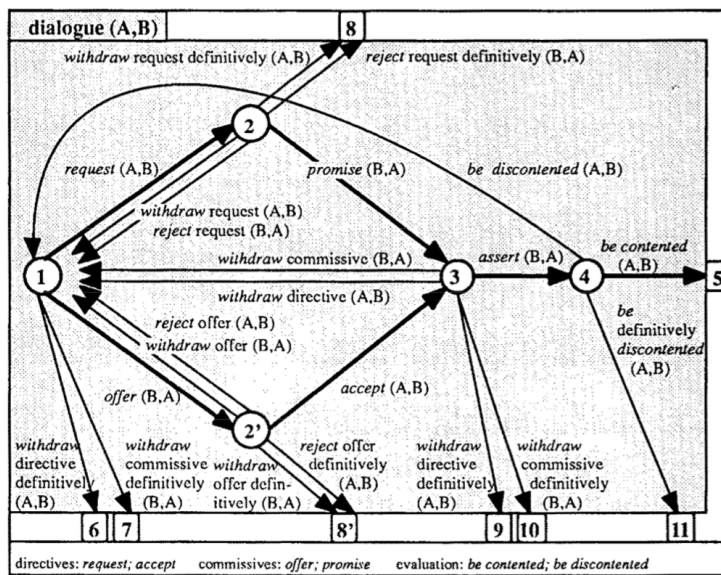 dialogue (A,B)
8
withdraw request definitively (A,B)
reject request definitively (B,A)
2
request (A,B)
promise (B,A)
be discontented (A,B)
withdraw request (A,B)
reject request (B,A)
withdraw commissive (B,A)
assert (B,A)
be contented
(A,B)
1
3
4
5
withdraw directive (A,B)
reject offer (A,B)
withdraw offer (B,A)
be
definitively
discontented
(A,B)
offer (B,A)
accept (A,B)
2'
withdraw
directive
definitively
(A,B)
withdraw
commissive
definitively
(B,A)
withdraw
offer defin-
itively (B,A)
reject offer
definitively
(A,B)
withdraw
directive
definitively
(A,B)
withdraw
commissive
definitively
(B,A)
6
7
8'
9
10
11
directives: request; accept commissives: offer; promise evaluation: be contented; be discontented